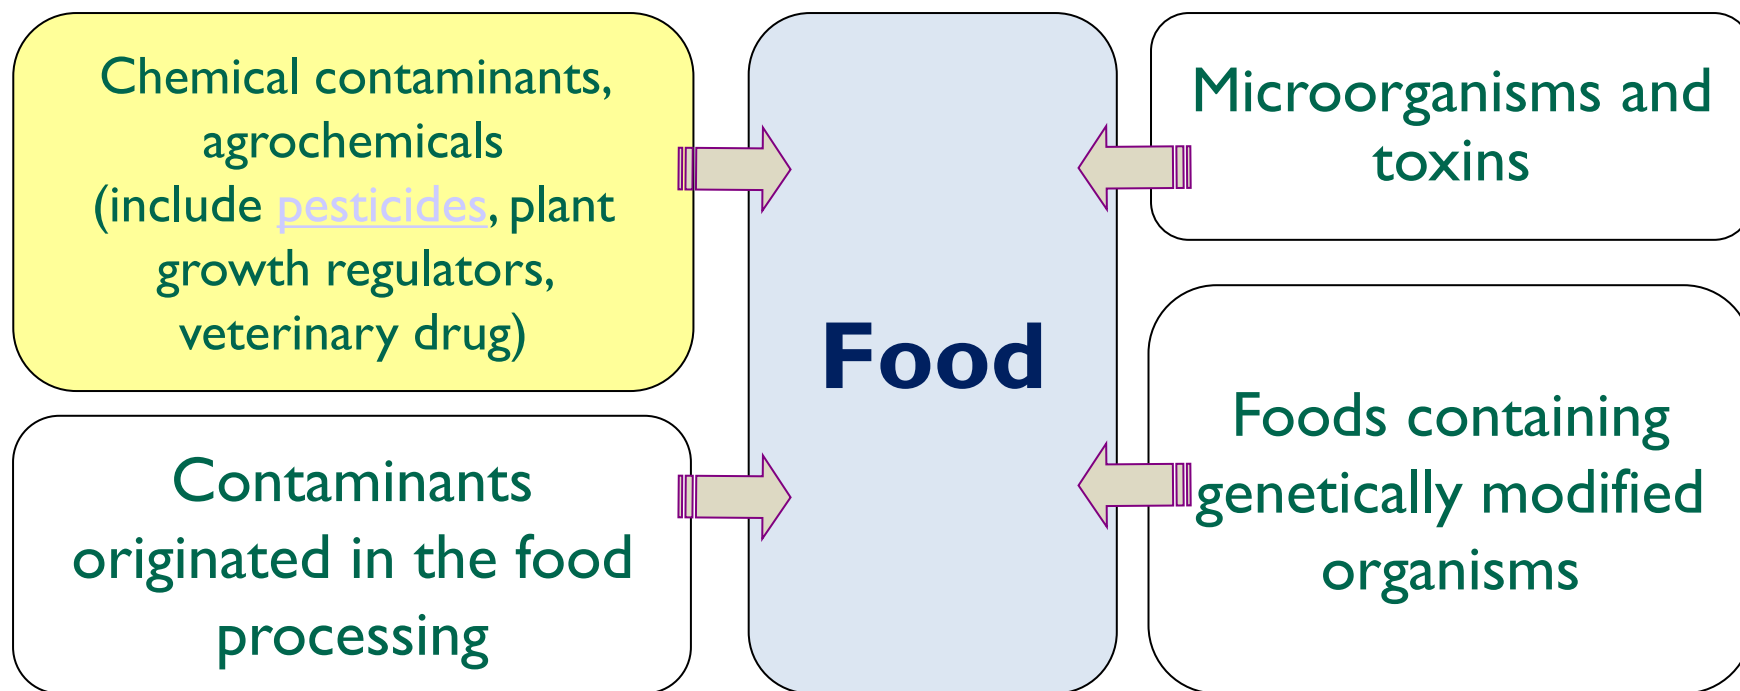 Chemical contaminants,
agrochemicals
(include pesticides, plant
growth regulators,
veterinary drug)
Contaminants
originated in the food
processing
Food
Microorganisms and
toxins
Foods containing
genetically modified
organisms